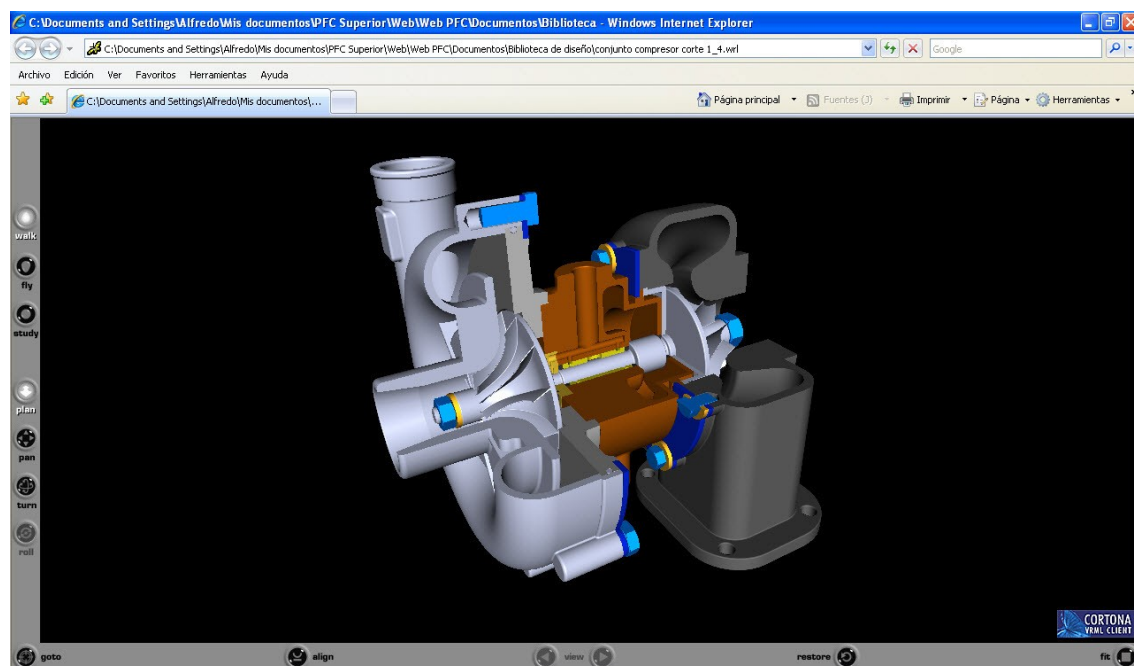 C:\Documents and Settings\Alfredo\Mis documentos\PFC Superior\Web\Web PFC\Documentos\Biblioteca - Windows Internet Explorer
C:\Documents and Settings\Alfredo\Mis documentos\PFC Superior\Web\Web PFC\Documentos\Biblioteca de diseño\conjunto compresor corte 1_4.wrl
Google
Archivo Edición Ver Favoritos Herramientas Ayuda
C:\Documents and Settings\Alfredo\Mis documentos\...
Página principal Fuentes (J) Imprimir Página Herramientas
walk
fly
study
plan
pan
turn
roll
CORTONA
VRML CLIENT
goto align view restore fit